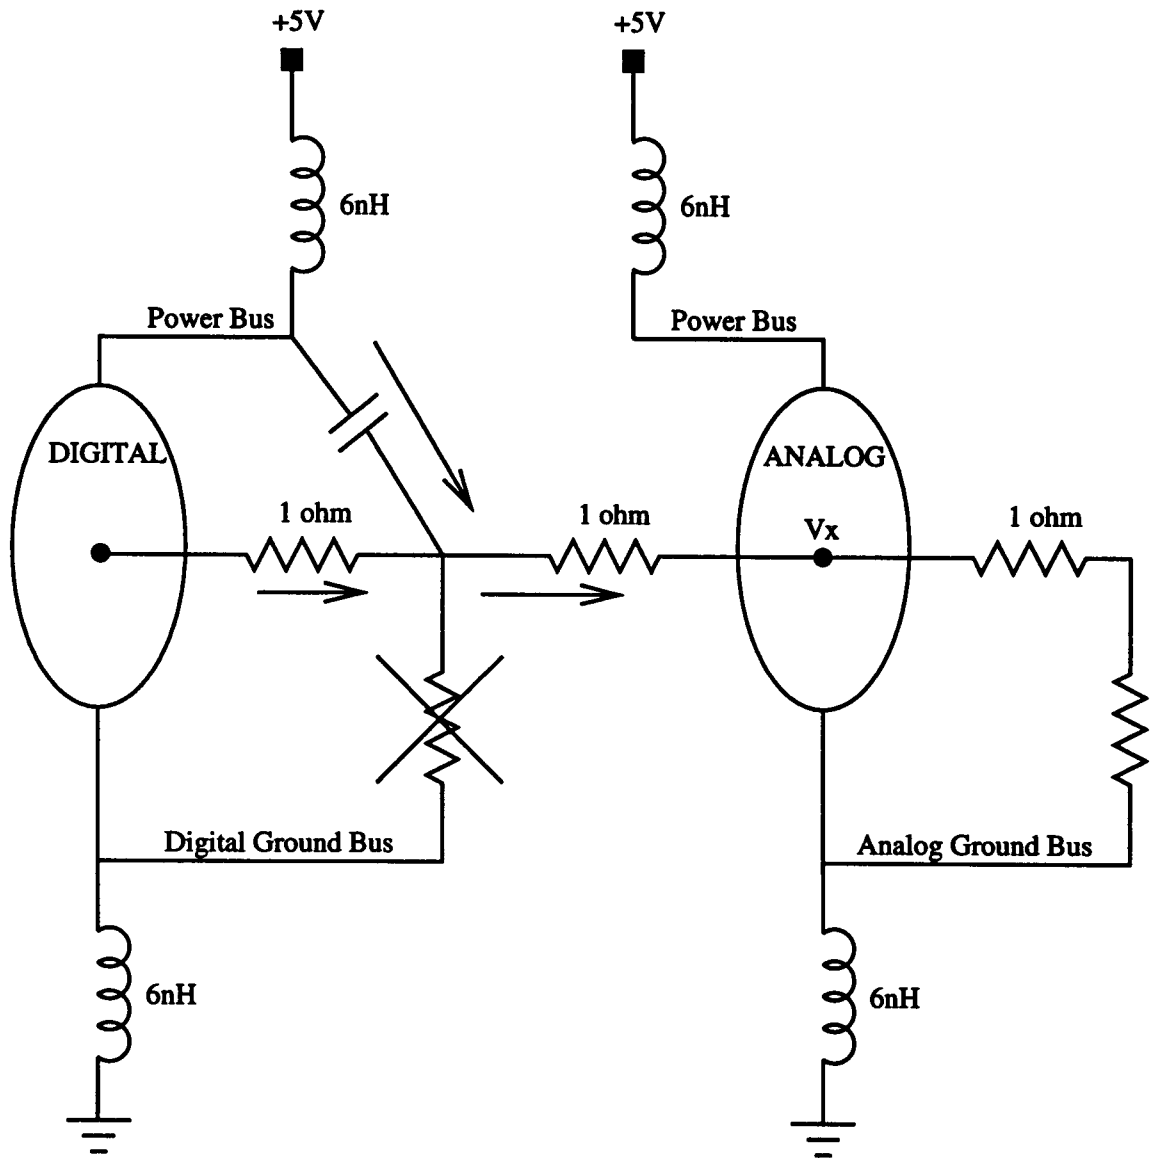 +5V
+5V
6nH
6nH
Power Bus
Power Bus
DIGITAL
ANALOG
1 ohm
1 ohm
Vx
1 ohm
Digital Ground Bus
Analog Ground Bus
6nH
6nH